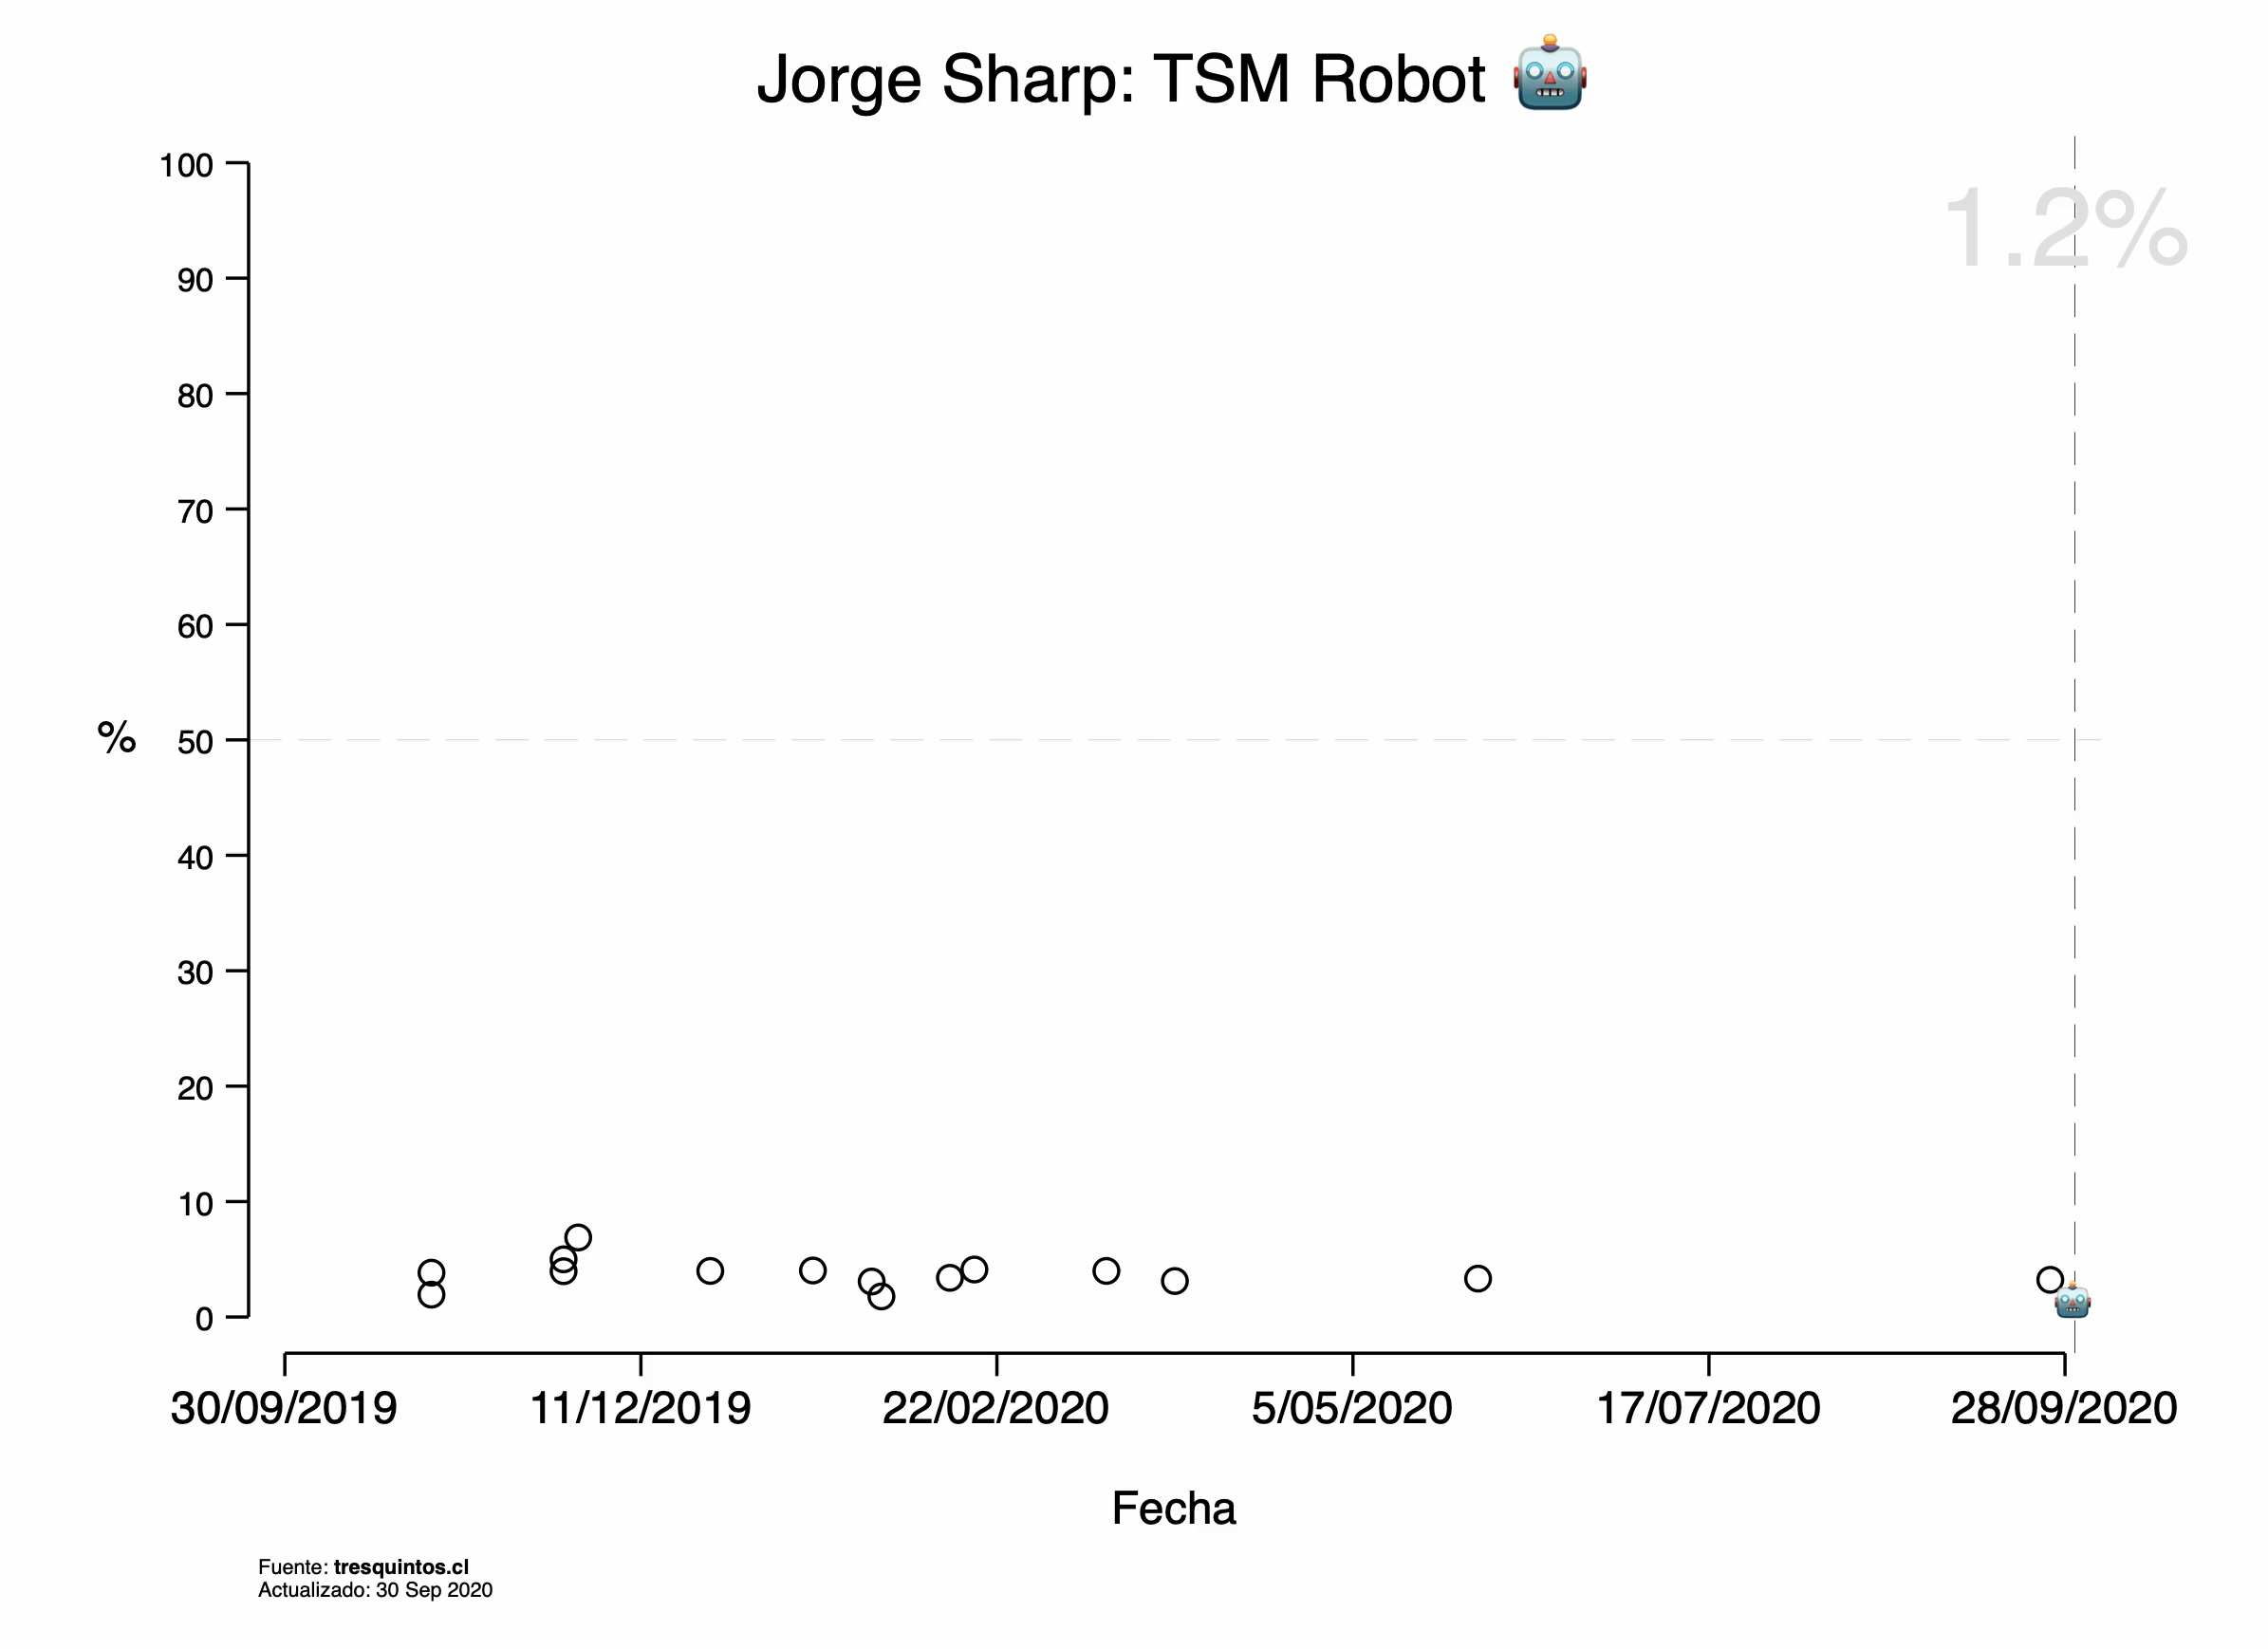 Jorge Sharp: TSM Robot 🤖
1.2%
100
90
80
70
60
50
40
30
20
10
0
%
30/09/2019 11/12/2019 22/02/2020 5/05/2020 17/07/2020 28/09/2020
Fecha
Fuente: tresquintos.cl
Actualizado: 30 Sep 2020